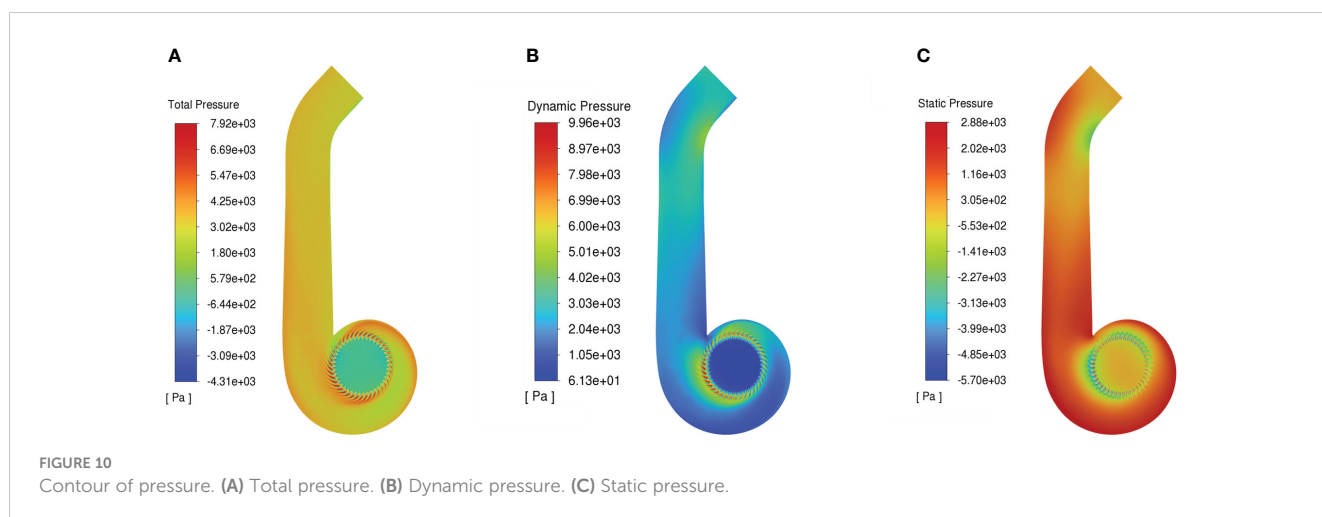 A
Total Pressure
7.92e+03
6.69e+03
5.47e+03
4.25e+03
3.02e+03
1.80e+03
5.79e+02
-6.44e+02
-1.87e+03
-3.09e+03
-4.31e+03
[ Pa ]
B
Dynamic Pressure
9.96e+03
8.97e+03
7.98e+03
6.99e+03
6.00e+03
5.01e+03
4.02e+03
3.03e+03
2.04e+03
1.05e+03
6.13e+01
[ Pa ]
C
Static Pressure
2.88e+03
2.02e+03
1.16e+03
3.05e+02
-5.53e+02
-1.41e+03
-2.27e+03
-3.13e+03
-3.99e+03
-4.85e+03
-5.70e+03
[ Pa ]
FIGURE 10
Contour of pressure. (A) Total pressure. (B) Dynamic pressure. (C) Static pressure.